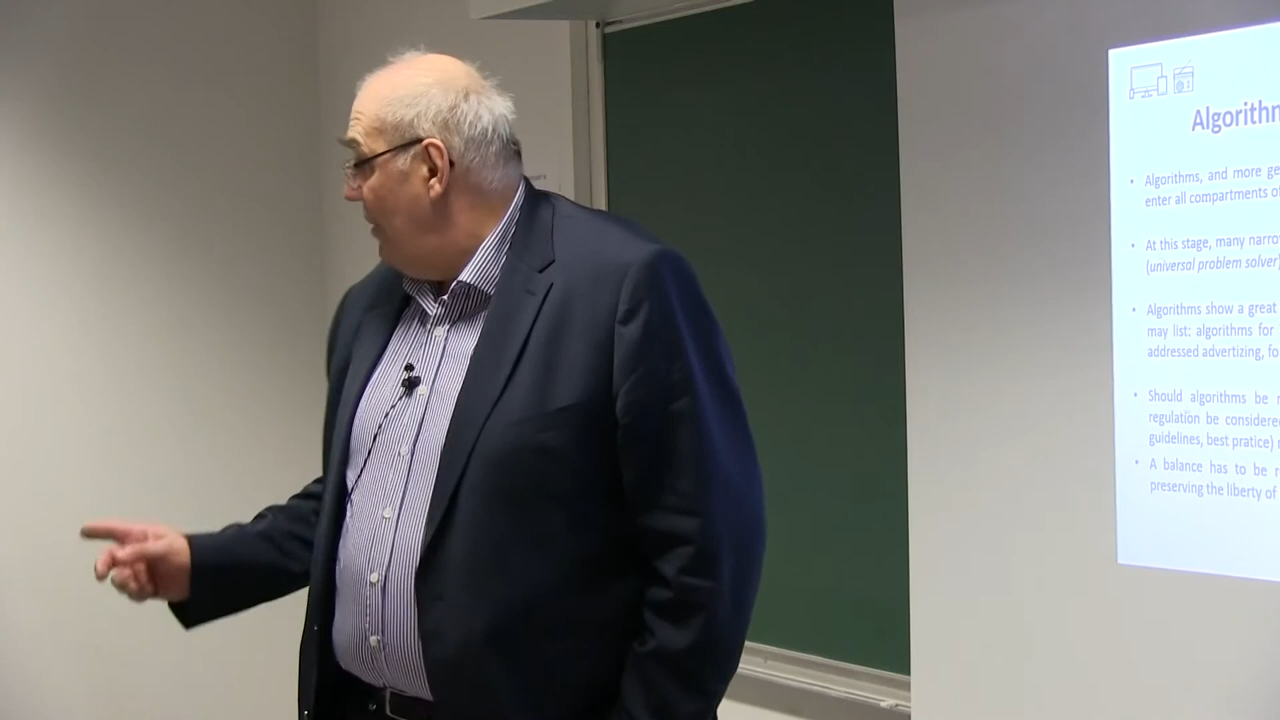 Algorithm
Algorithms, and more ge
enter all compartments of
At this stage, many narro
(universal problem solver)
Algorithms show a great
may list: algorithms for
addressed advertizing, fo
Should algorithms be r
regulation be considere
guidelines, best pratice) r
A balance has to be r
preserving the liberty of